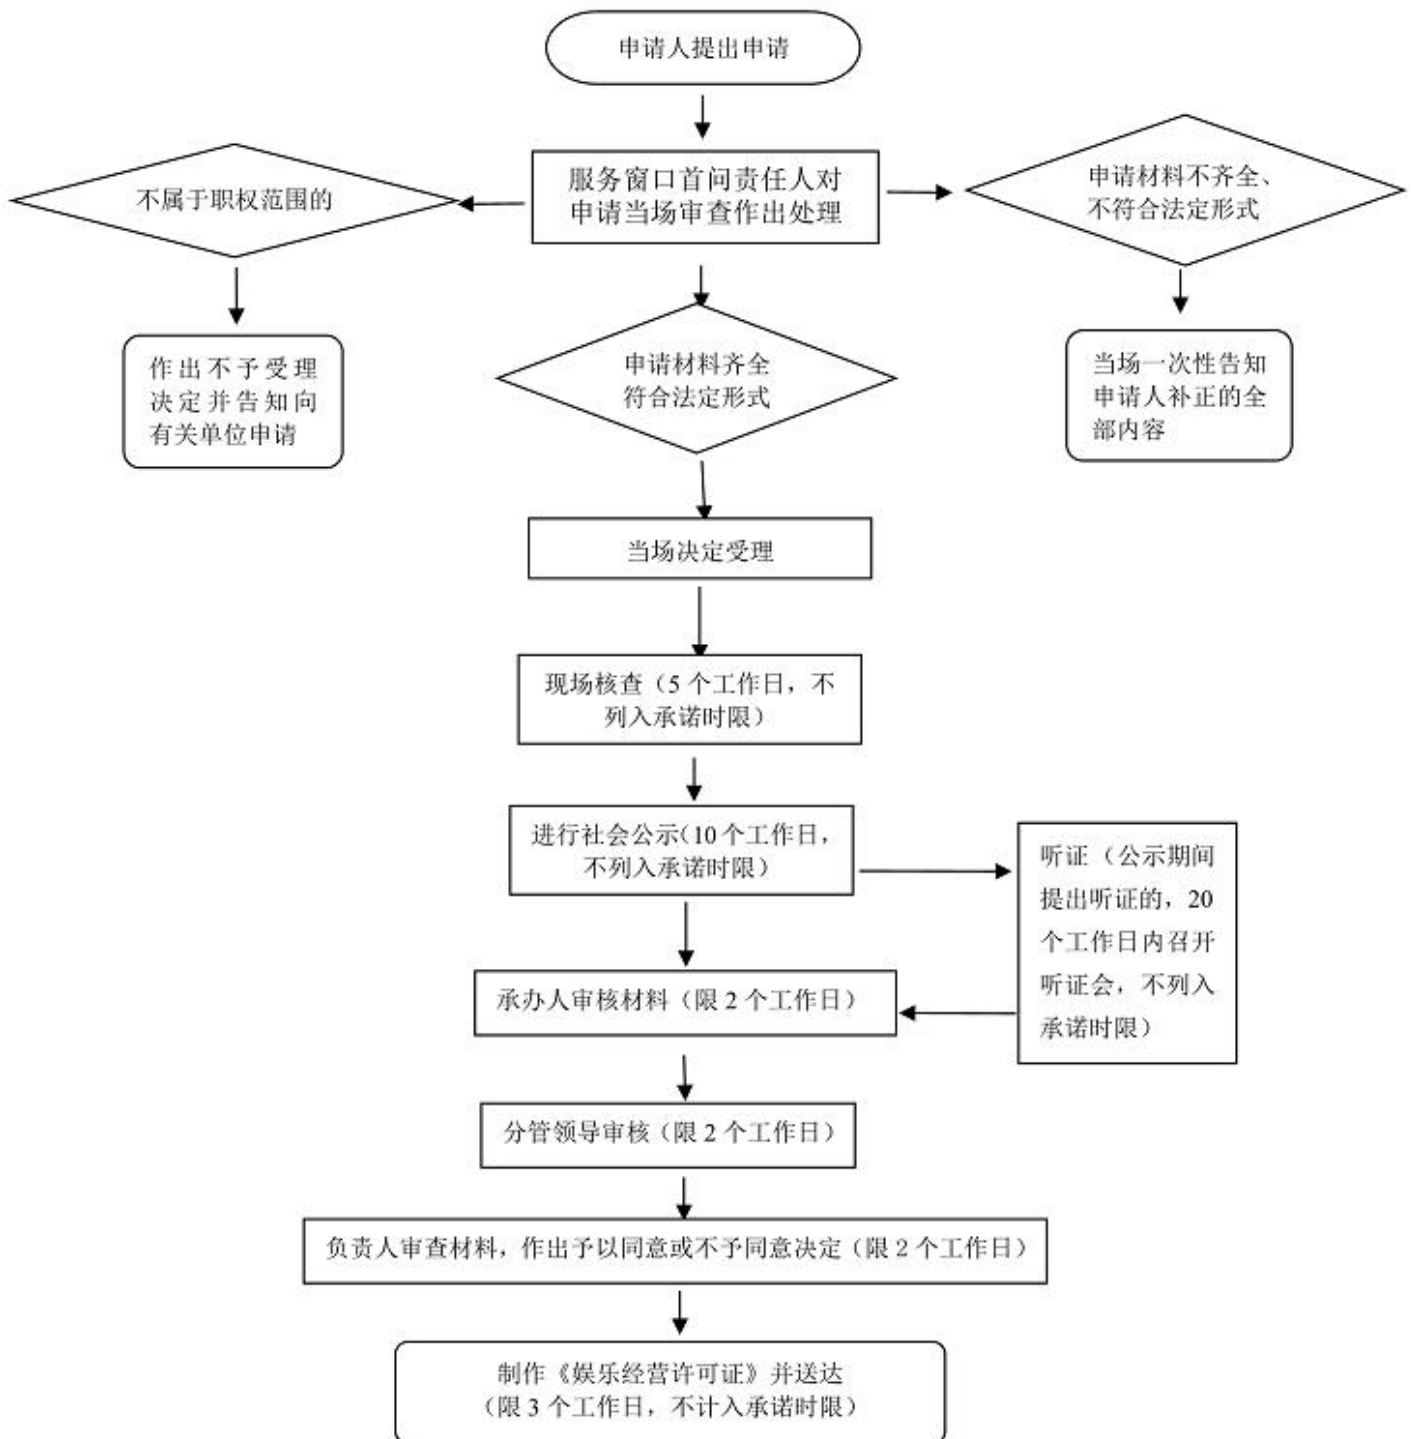 申请人提出申请
服务窗口首问责任人对
申请当场审查作出处理
不属于职权范围的
申请材料不齐全、
不符合法定形式
作出不予受理
决定并告知向
有关单位申请
申请材料齐全
符合法定形式
当场一次性告知
申请人补正的全
部内容
当场决定受理
现场核查（5 个工作日，不
列入承诺时限）
进行社会公示（10 个工作日，
不列入承诺时限）
听证（公示期间
提出听证的，20
个工作日内召开
听证会，不列入
承诺时限）
承办人审核材料（限 2 个工作日）
分管领导审核（限 2 个工作日）
负责人审查材料，作出予以同意或不予同意决定（限 2 个工作日）
制作《娱乐经营许可证》并送达
（限 3 个工作日，不计入承诺时限）